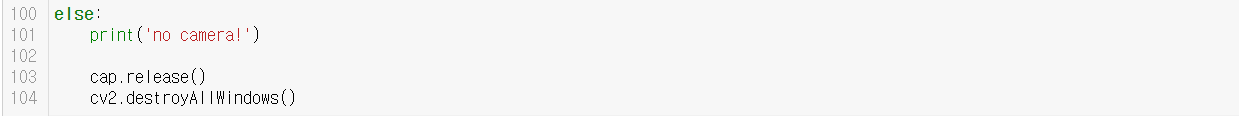 100 else:
101     print('no camera!')
102
103     cap.release()
104     cv2.destroyAllWindows()